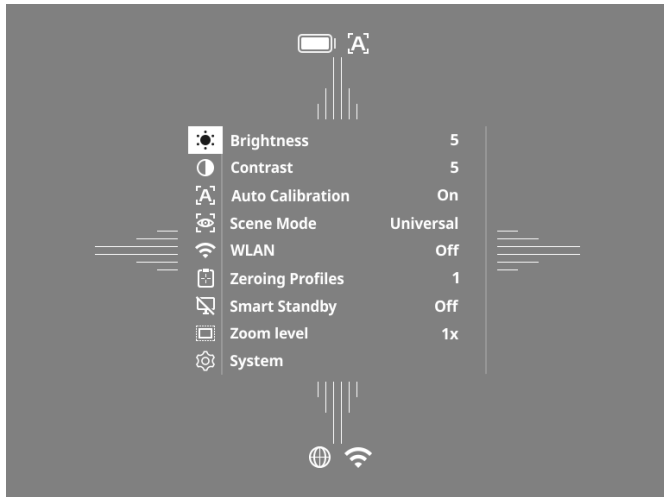 A
Brightness 5
Contrast 5
A Auto Calibration On
Scene Mode Universal
WLAN Off
Zeroing Profiles 1
Smart Standby Off
Zoom level 1x
System